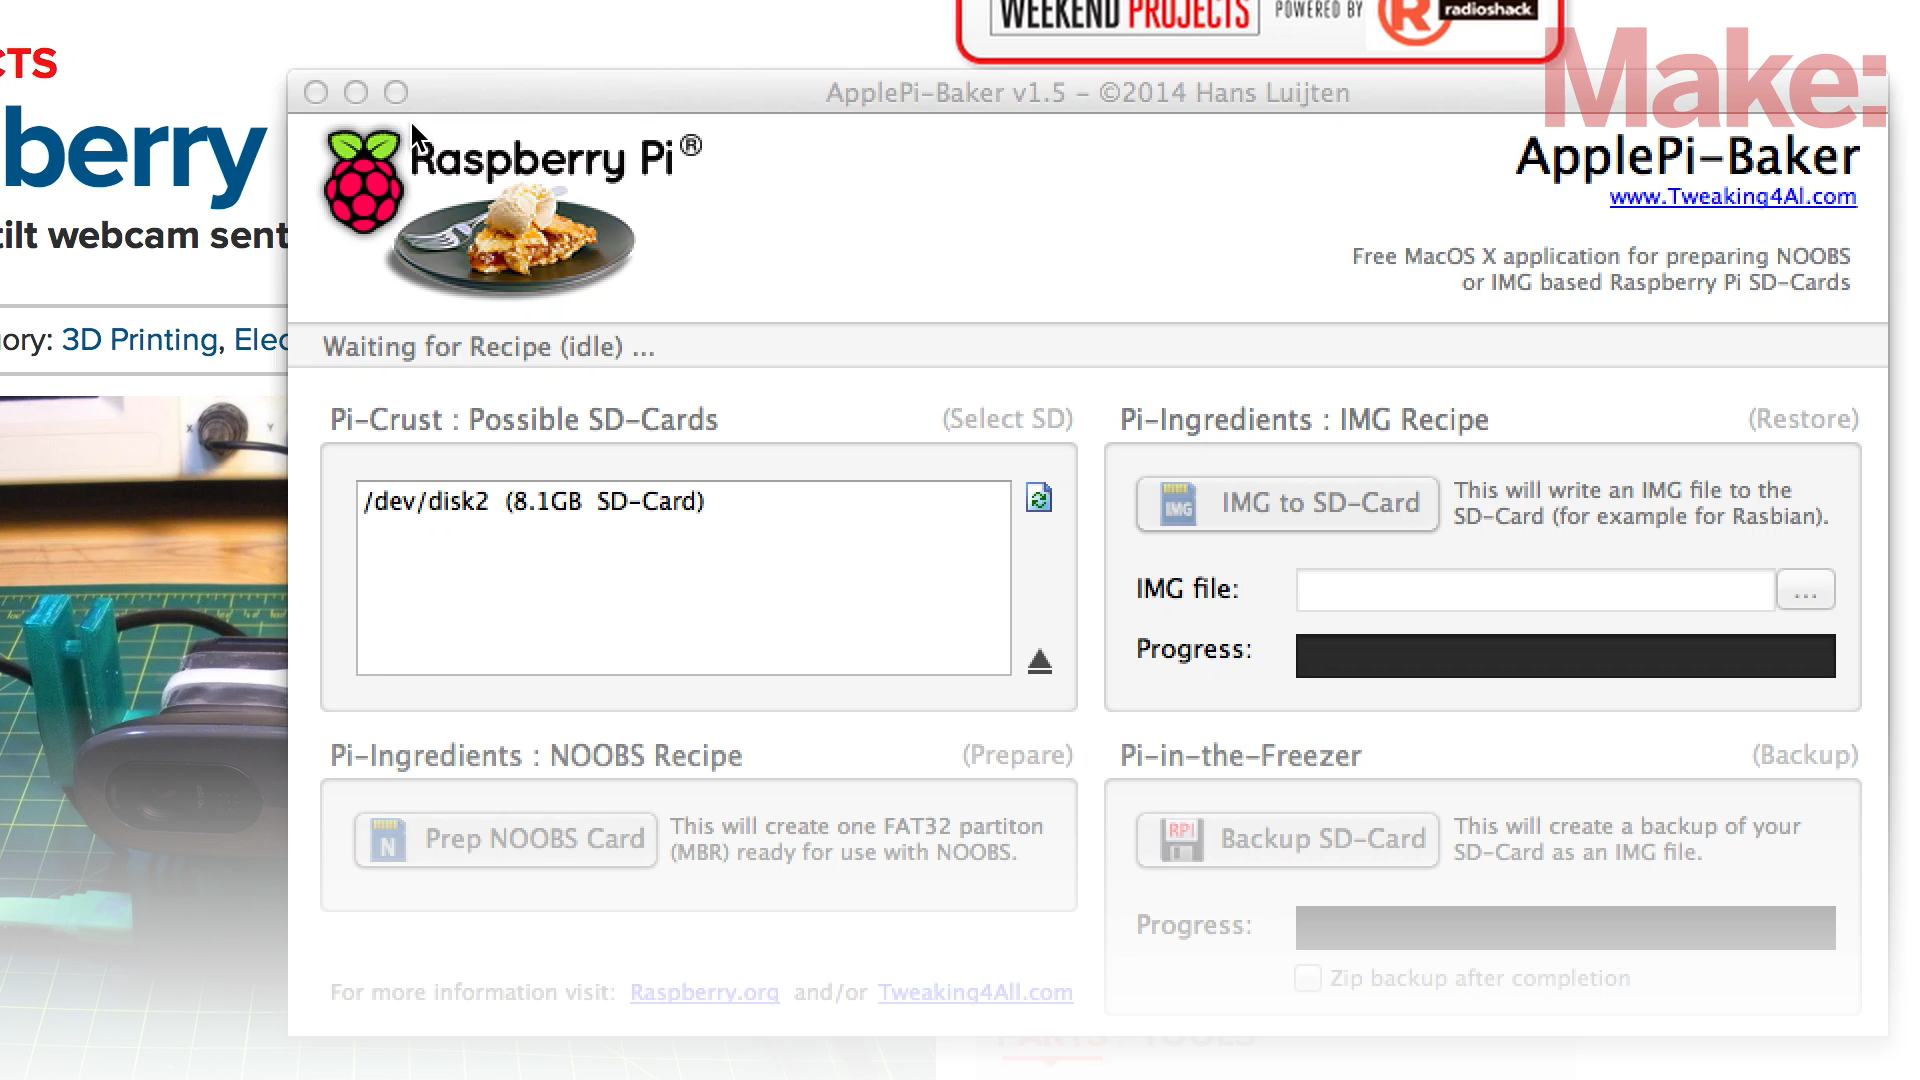 WEEKEND PROJECTS
POWERED BY
R
radioshack
Make:
CTS
berry
tilt webcam sent
ory: 3D Printing, Elec
ApplePi-Baker v1.5 – ©2014 Hans Luijten
Raspberry Pi®
ApplePi-Baker
www.Tweaking4Al.com
Free MacOS X application for preparing NOOBS
or IMG based Raspberry Pi SD-Cards
Waiting for Recipe (idle) ...
Pi-Crust : Possible SD-Cards
(Select SD)
/dev/disk2 (8.1GB SD-Card)
Pi-Ingredients : IMG Recipe
(Restore)
IMG
IMG to SD-Card
This will write an IMG file to the
SD-Card (for example for Rasbian).
IMG file:
...
Progress:
Pi-Ingredients : NOOBS Recipe
(Prepare)
N
Prep NOOBS Card
This will create one FAT32 partiton
(MBR) ready for use with NOOBS.
Pi-in-the-Freezer
(Backup)
RPI
Backup SD-Card
This will create a backup of your
SD-Card as an IMG file.
Progress:
Zip backup after completion
For more information visit: Raspberry.org and/or Tweaking4All.com
PARTS TOOLS
X Y